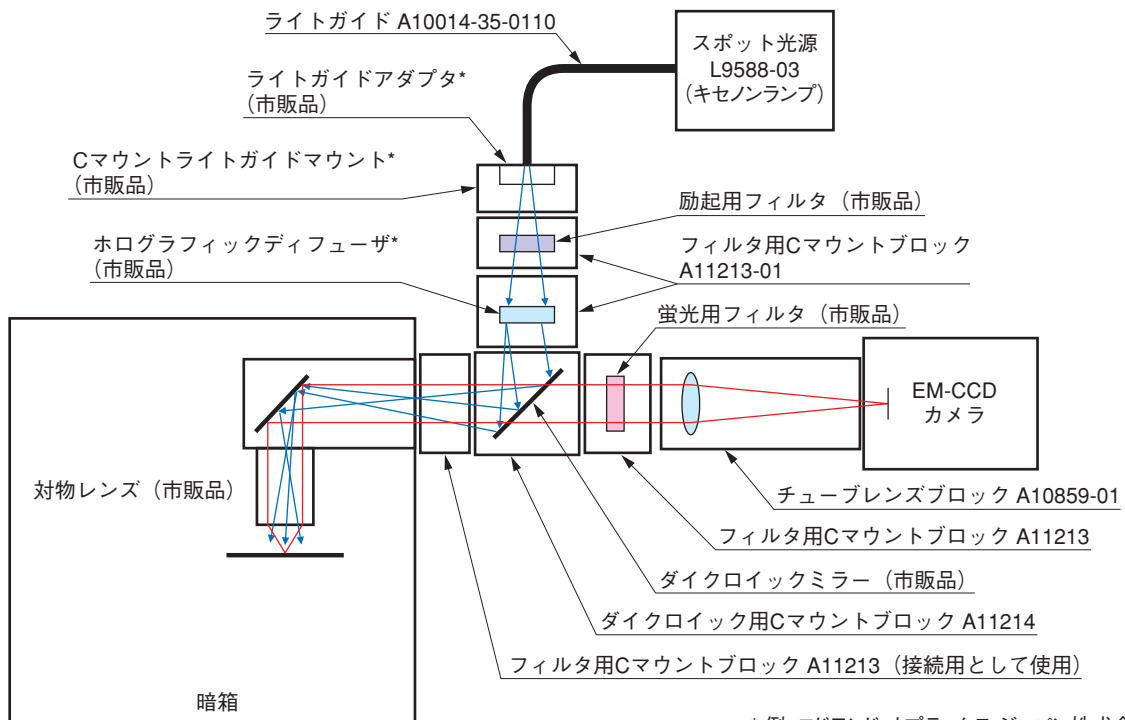 ライトガイド A10014-35-0110
スポット光源
L9588-03
（キセノンランプ）
ライトガイドアダプタ*
（市販品）
Cマウントライトガイドマウント*
（市販品）
励起用フィルタ（市販品）
ホログラフィックディフューザ*
（市販品）
フィルタ用Cマウントブロック
A11213-01
蛍光用フィルタ（市販品）
EM-CCD
カメラ
対物レンズ（市販品）
チューブレンズブロック A10859-01
フィルタ用Cマウントブロック A11213
ダイクロイックミラー（市販品）
ダイクロイック用Cマウントブロック A11214
フィルタ用Cマウントブロック A11213（接続用として使用）
暗箱